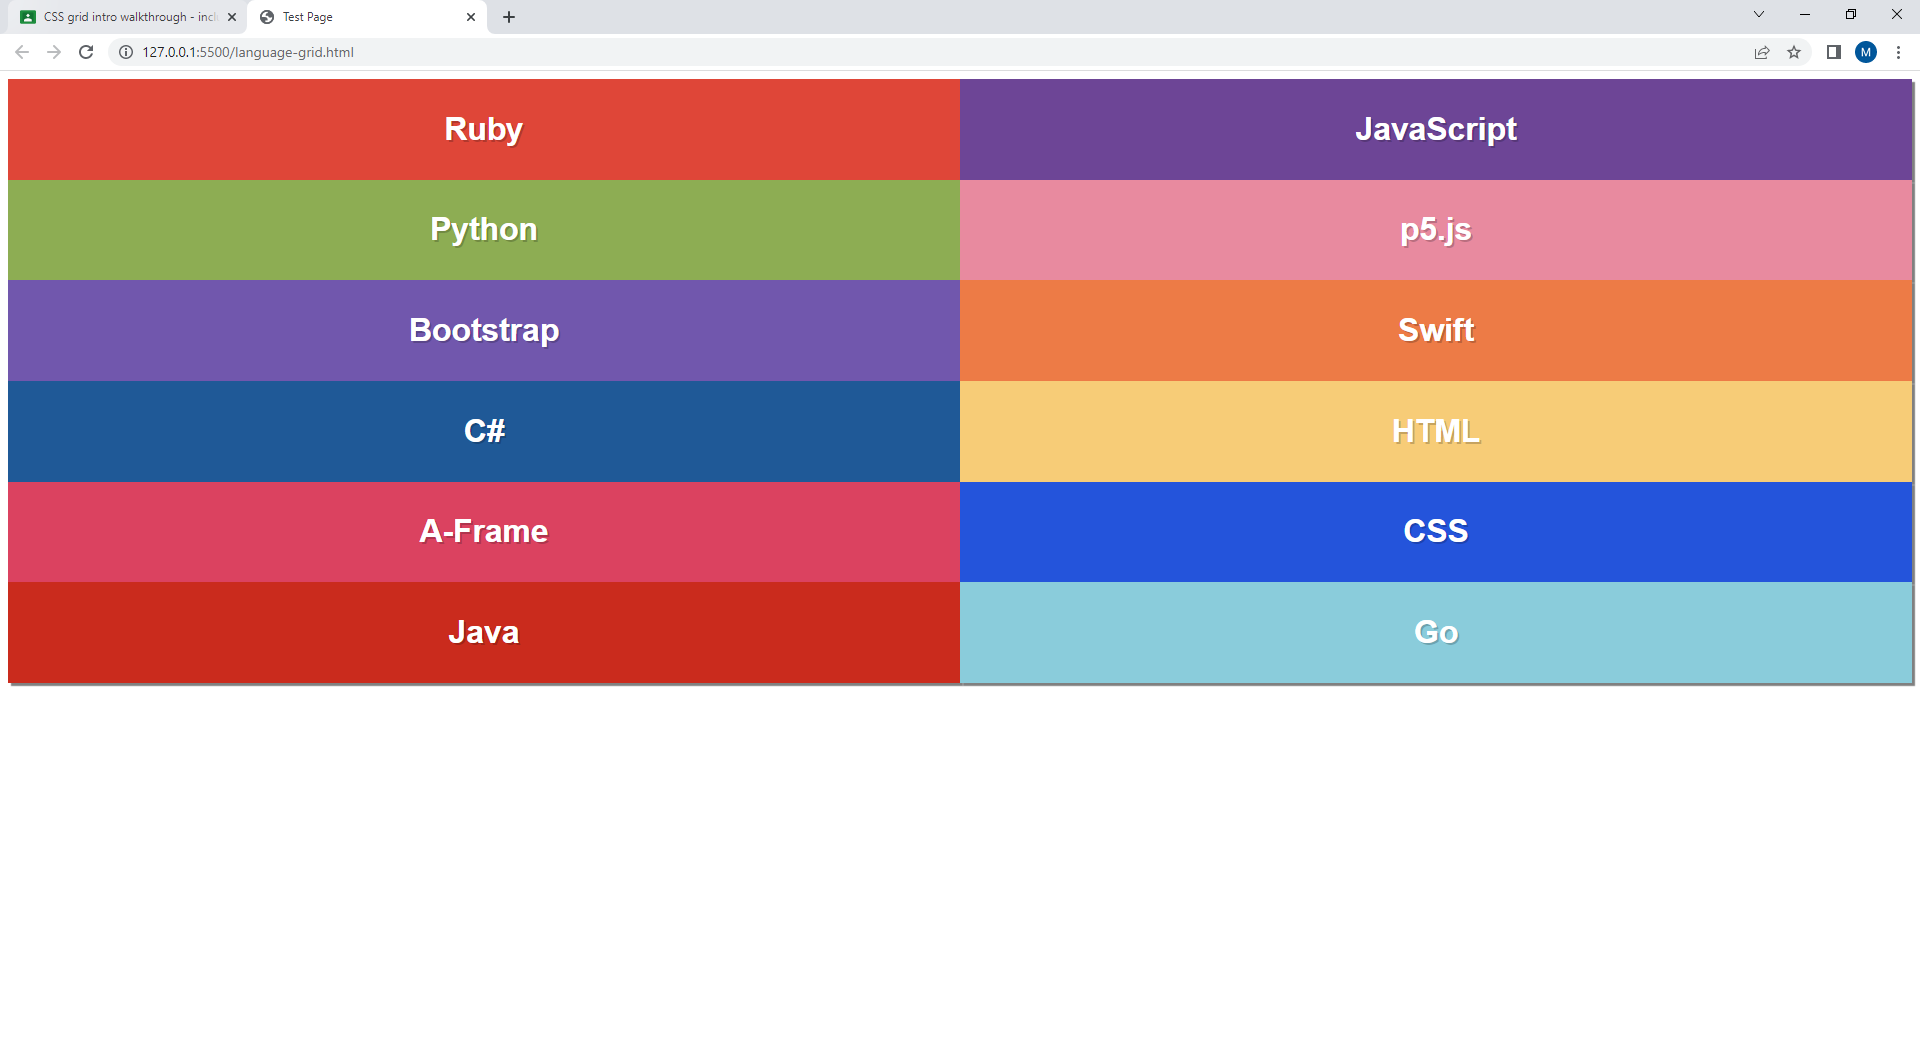 CSS grid intro walkthrough - incl
Test Page
127.0.0.1:5500/language-grid.html
M
Ruby
JavaScript
Python
p5.js
Bootstrap
Swift
C#
HTML
A-Frame
CSS
Java
Go